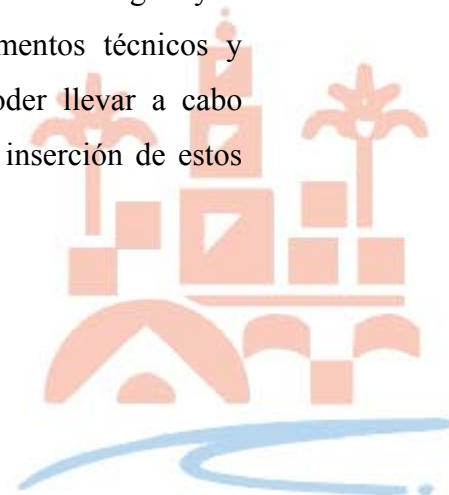 mentos técnicos y
oder llevar a cabo
inserción de estos